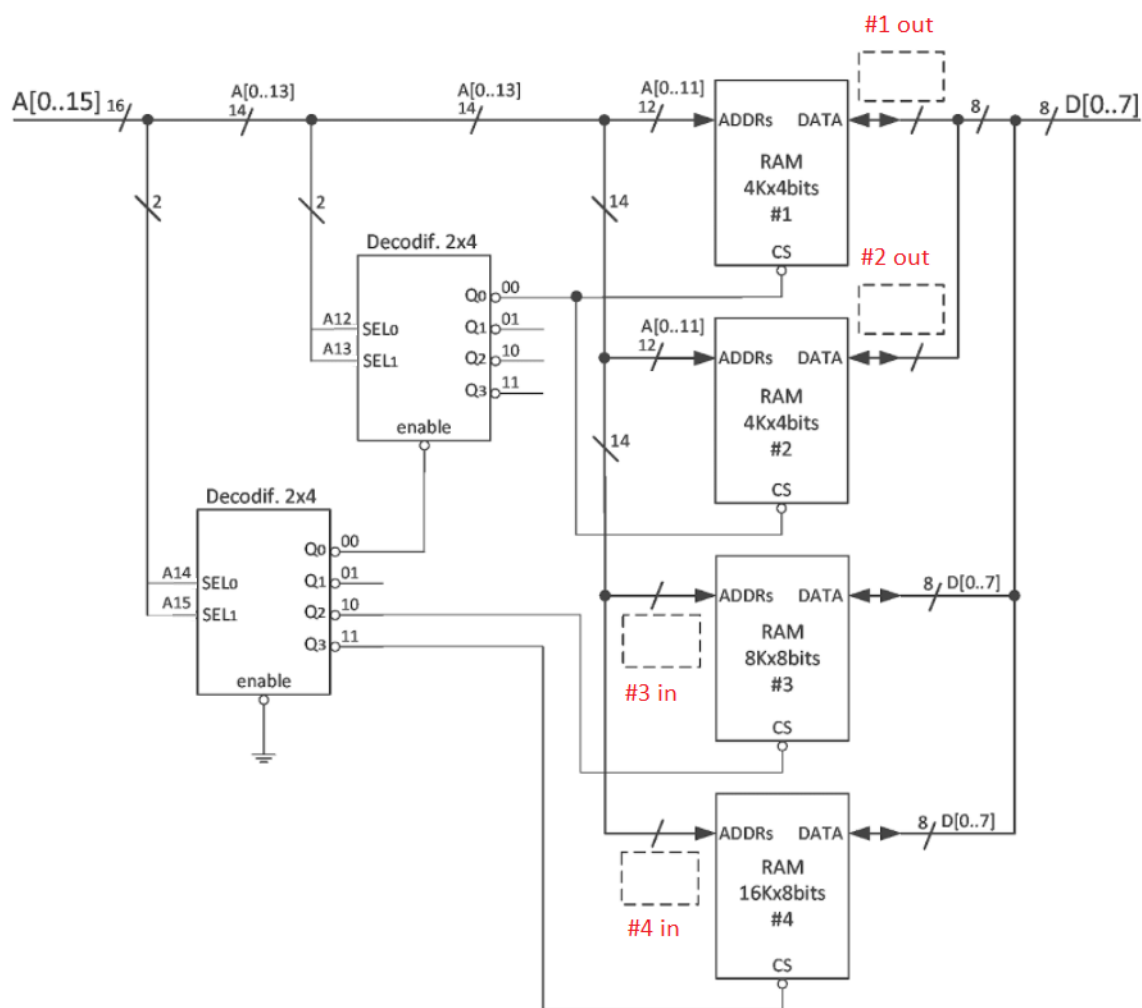 #1 out
A[0..15] 16
A[0..13]
14
A[0..13]
14
A[0..11]
12
ADDRs DATA
RAM
4Kx4bits
#1
CS
8
8 D[0..7]
2
2
14
Decodif. 2x4
A12 SEL0
A13 SEL1
Q0 00
Q1 01
Q2 10
Q3 11
enable
#2 out
A[0..11]
12
ADDRs DATA
RAM
4Kx4bits
#2
CS
14
Decodif. 2x4
A14 SEL0
A15 SEL1
Q0 00
Q1 01
Q2 10
Q3 11
enable
#3 in
ADDRs DATA
RAM
8Kx8bits
#3
CS
8 D[0..7]
#4 in
ADDRs DATA
RAM
16Kx8bits
#4
CS
8 D[0..7]